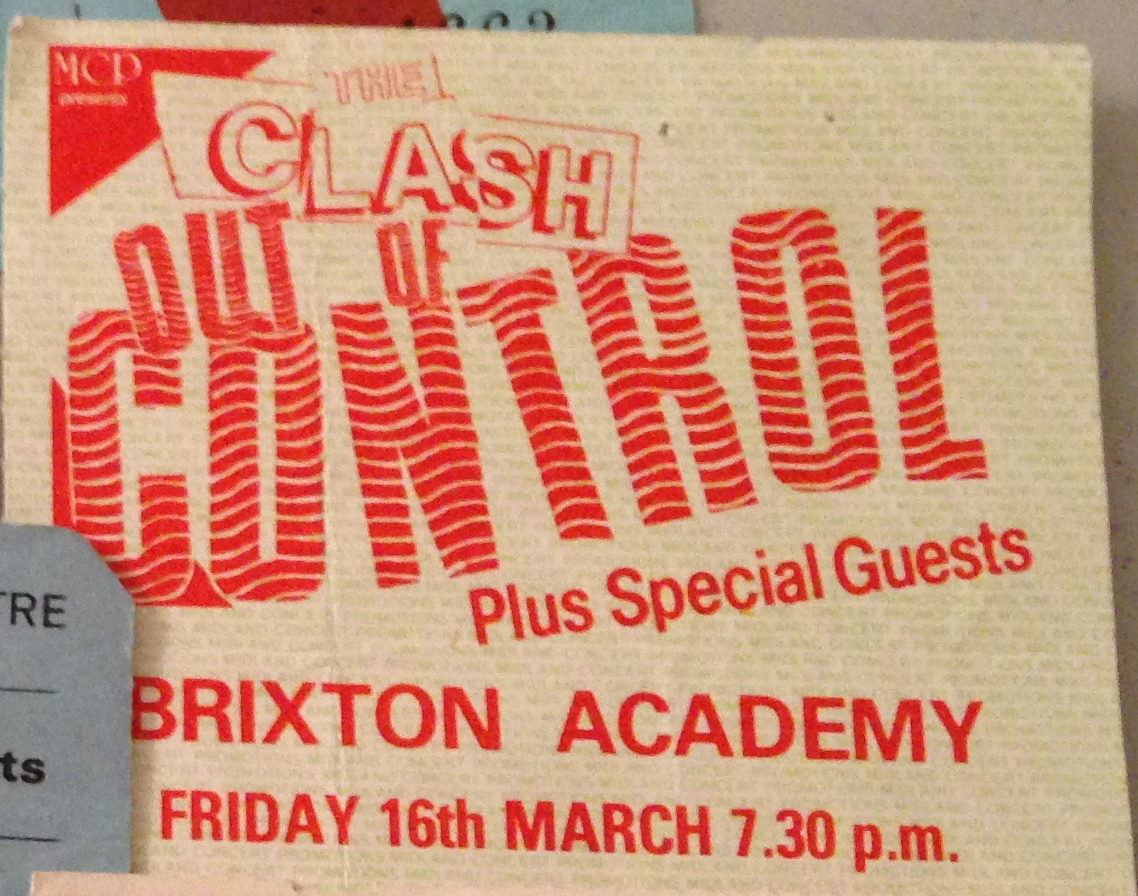 MCP
presents
THE
CLASH
OUT OF
CONTROL
Plus Special Guests
BRIXTON ACADEMY
FRIDAY 16th MARCH 7.30 p.m.
TRE
ts